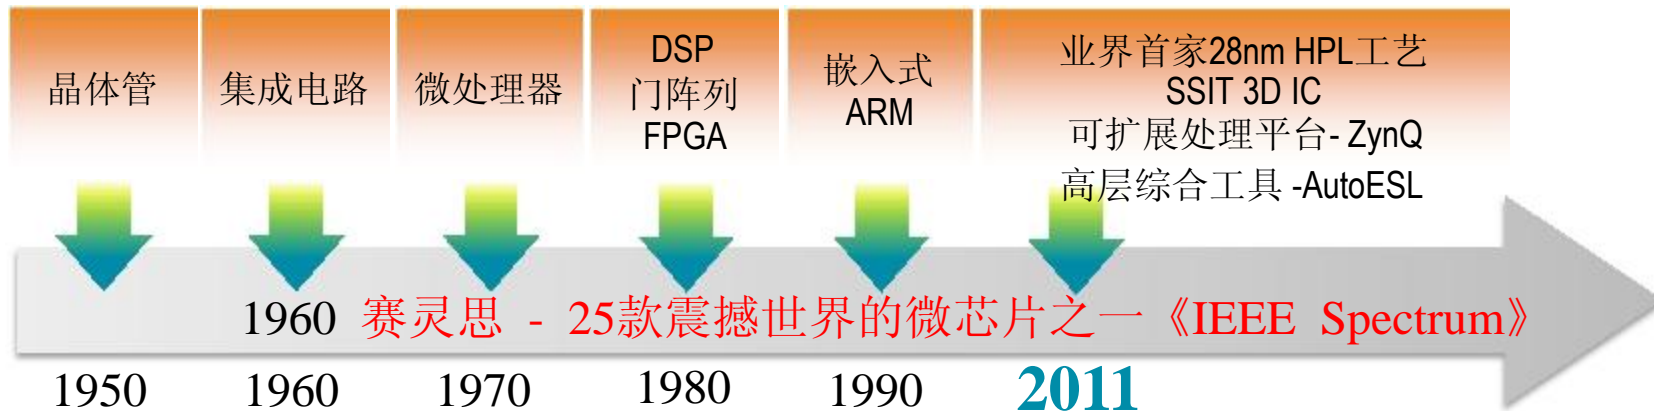 晶体管
集成电路
微处理器
DSP
门阵列
FPGA
嵌入式
ARM
业界首家28nm HPL工艺
SSIT 3D IC
可扩展处理平台- ZynQ
高层综合工具 -AutoESL
1960 赛灵思 - 25款震撼世界的微芯片之一《IEEE Spectrum》
1950
1960
1970
1980
1990
2011